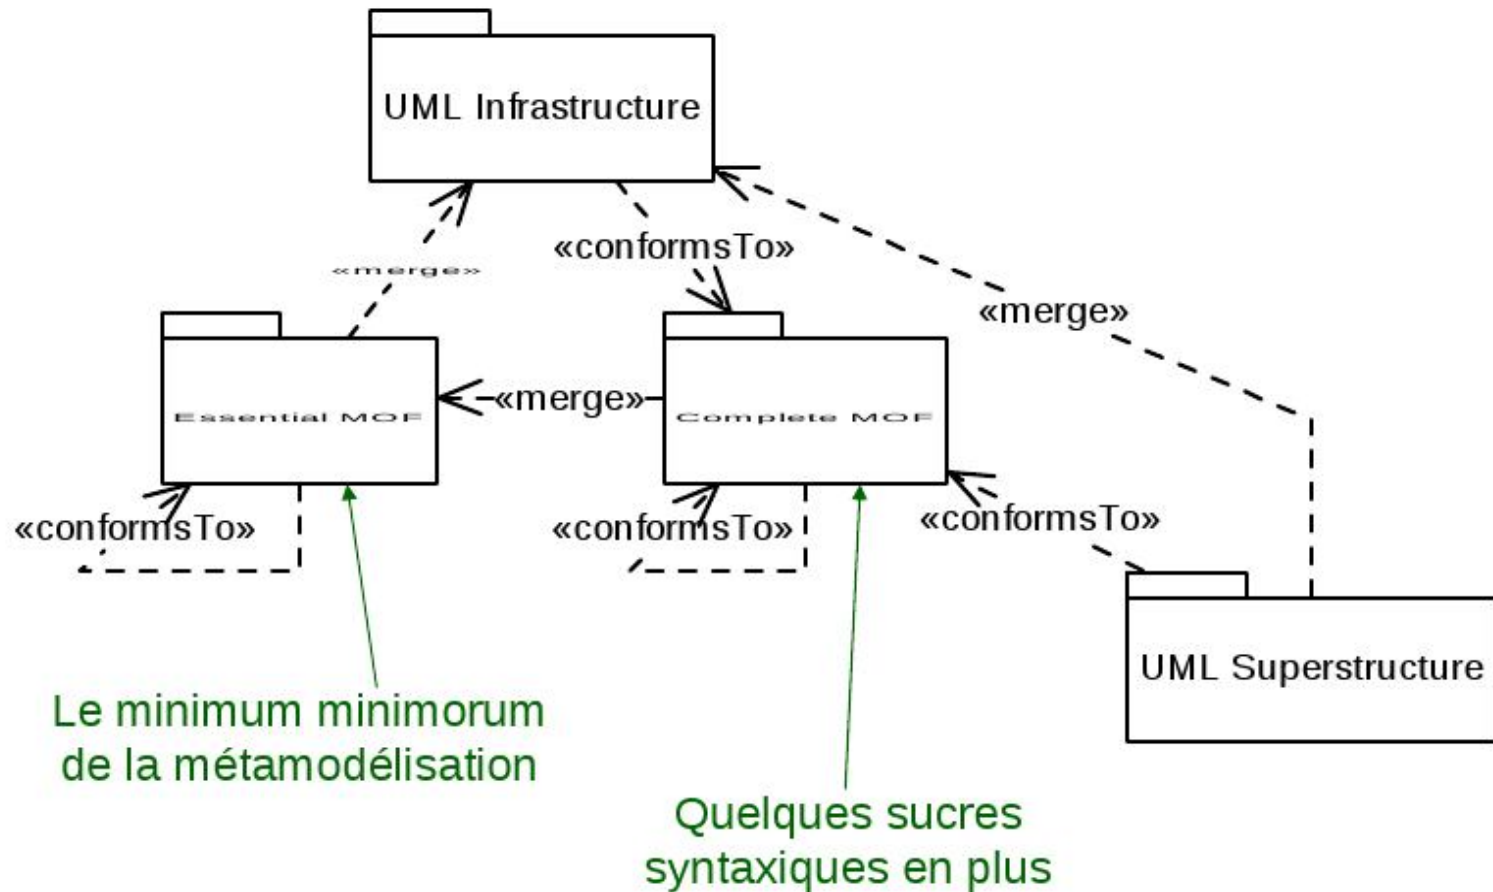 UML Infrastructure
«conformsTo»
«merge»
«merge»
Essential MOF
«merge»
Complete MOF
«conformsTo»
«conformsTo»
«conformsTo»
UML Superstructure
Le minimum minimorum
de la métamodélisation
Quelques sucres
syntaxiques en plus